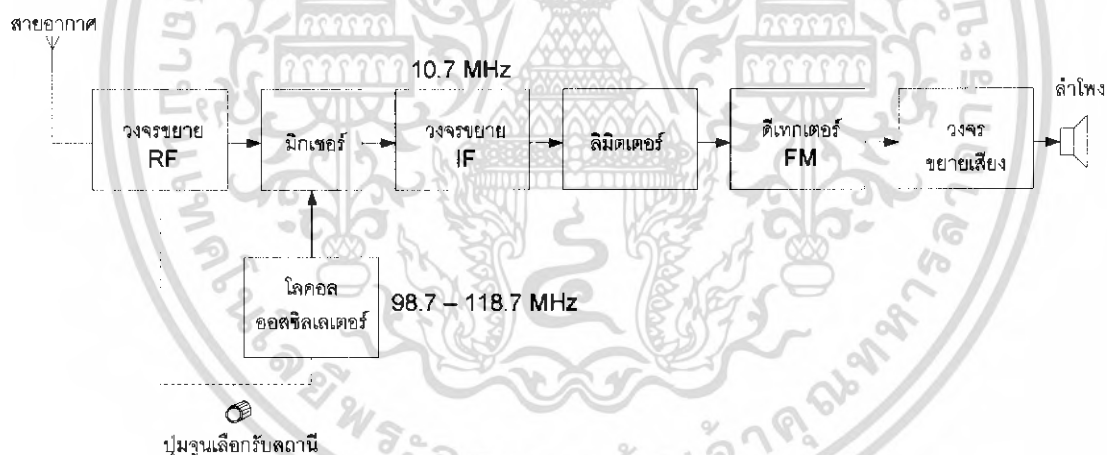 สายอากาศ
10.7 MHz
ลำโพง
วงจรขยาย
RF
มิกเซอร์
วงจรขยาย
IF
ลิมิตเตอร์
ดีเทกเตอร์
FM
วงจร
ขยายเสียง
โลคอล
ออสซิลเลเตอร์
98.7 – 118.7 MHz
ปุ่มจูนเลือกรับสถานี